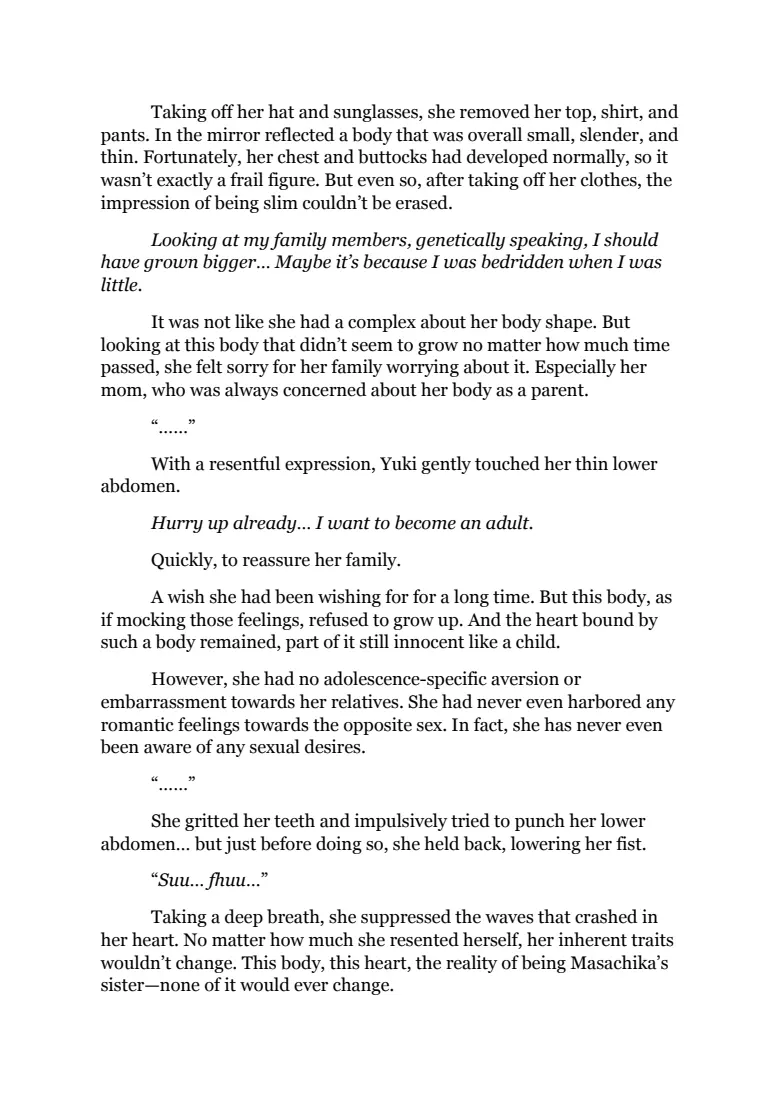 Taking off her hat and sunglasses, she removed her top, shirt, and
pants. In the mirror reflected a body that was overall small, slender, and
thin. Fortunately, her chest and buttocks had developed normally, so it
wasn’t exactly a frail figure. But even so, after taking off her clothes, the
impression of being slim couldn’t be erased.
Looking at my family members, genetically speaking, I should
have grown bigger... Maybe it’s because I was bedridden when I was
little.
It was not like she had a complex about her body shape. But
looking at this body that didn’t seem to grow no matter how much time
passed, she felt sorry for her family worrying about it. Especially her
mom, who was always concerned about her body as a parent.
“......”
With a resentful expression, Yuki gently touched her thin lower
abdomen.
Hurry up already... I want to become an adult.
Quickly, to reassure her family.
A wish she had been wishing for for a long time. But this body, as
if mocking those feelings, refused to grow up. And the heart bound by
such a body remained, part of it still innocent like a child.
However, she had no adolescence-specific aversion or
embarrassment towards her relatives. She had never even harbored any
romantic feelings towards the opposite sex. In fact, she has never even
been aware of any sexual desires.
“......”
She gritted her teeth and impulsively tried to punch her lower
abdomen... but just before doing so, she held back, lowering her fist.
“Suu... fhuu...”
Taking a deep breath, she suppressed the waves that crashed in
her heart. No matter how much she resented herself, her inherent traits
wouldn’t change. This body, this heart, the reality of being Masachika’s
sister—none of it would ever change.